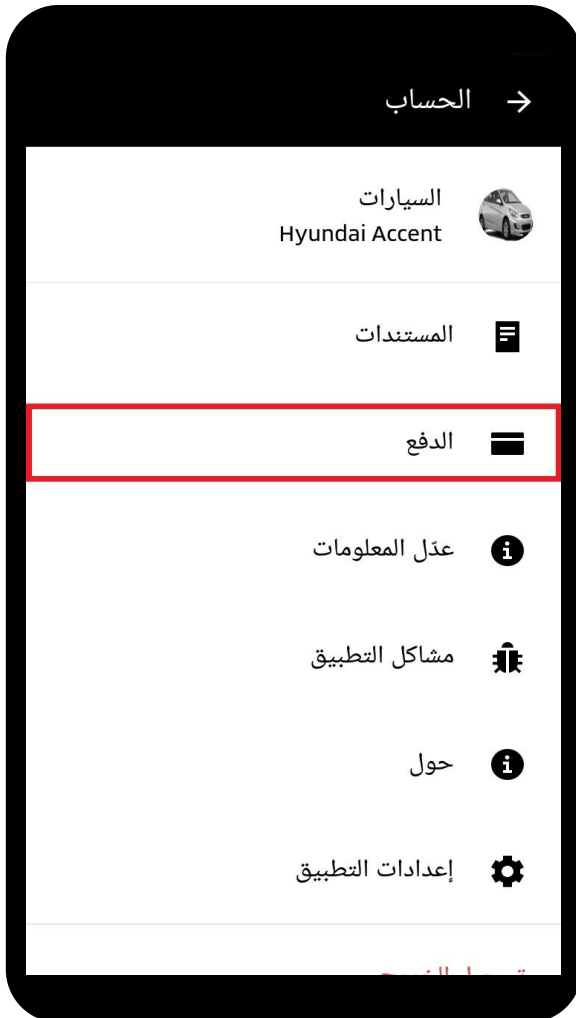 الحساب
السيارات
Hyundai Accent
المستندات
الدفع
عدّل المعلومات
مشاكل التطبيق
حول
إعدادات التطبيق